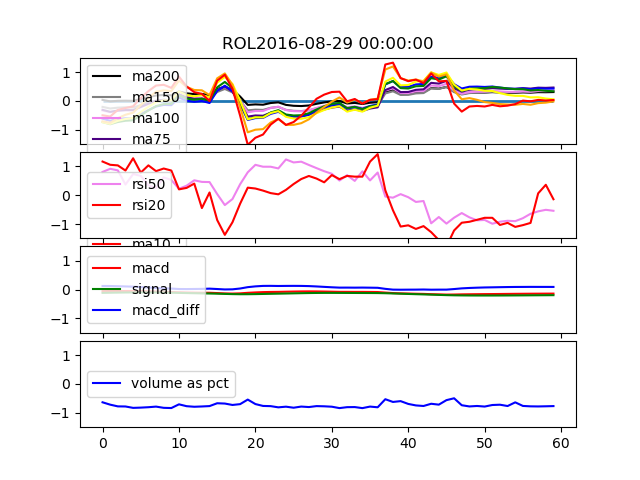 ROL2016-08-29 00:00:00
1
0
−1
ma200
ma150
ma100
ma75
1
0
−1
rsi50
rsi20
ma10
1
0
−1
macd
signal
macd_diff
1
0
−1
volume as pct
0 10 20 30 40 50 60